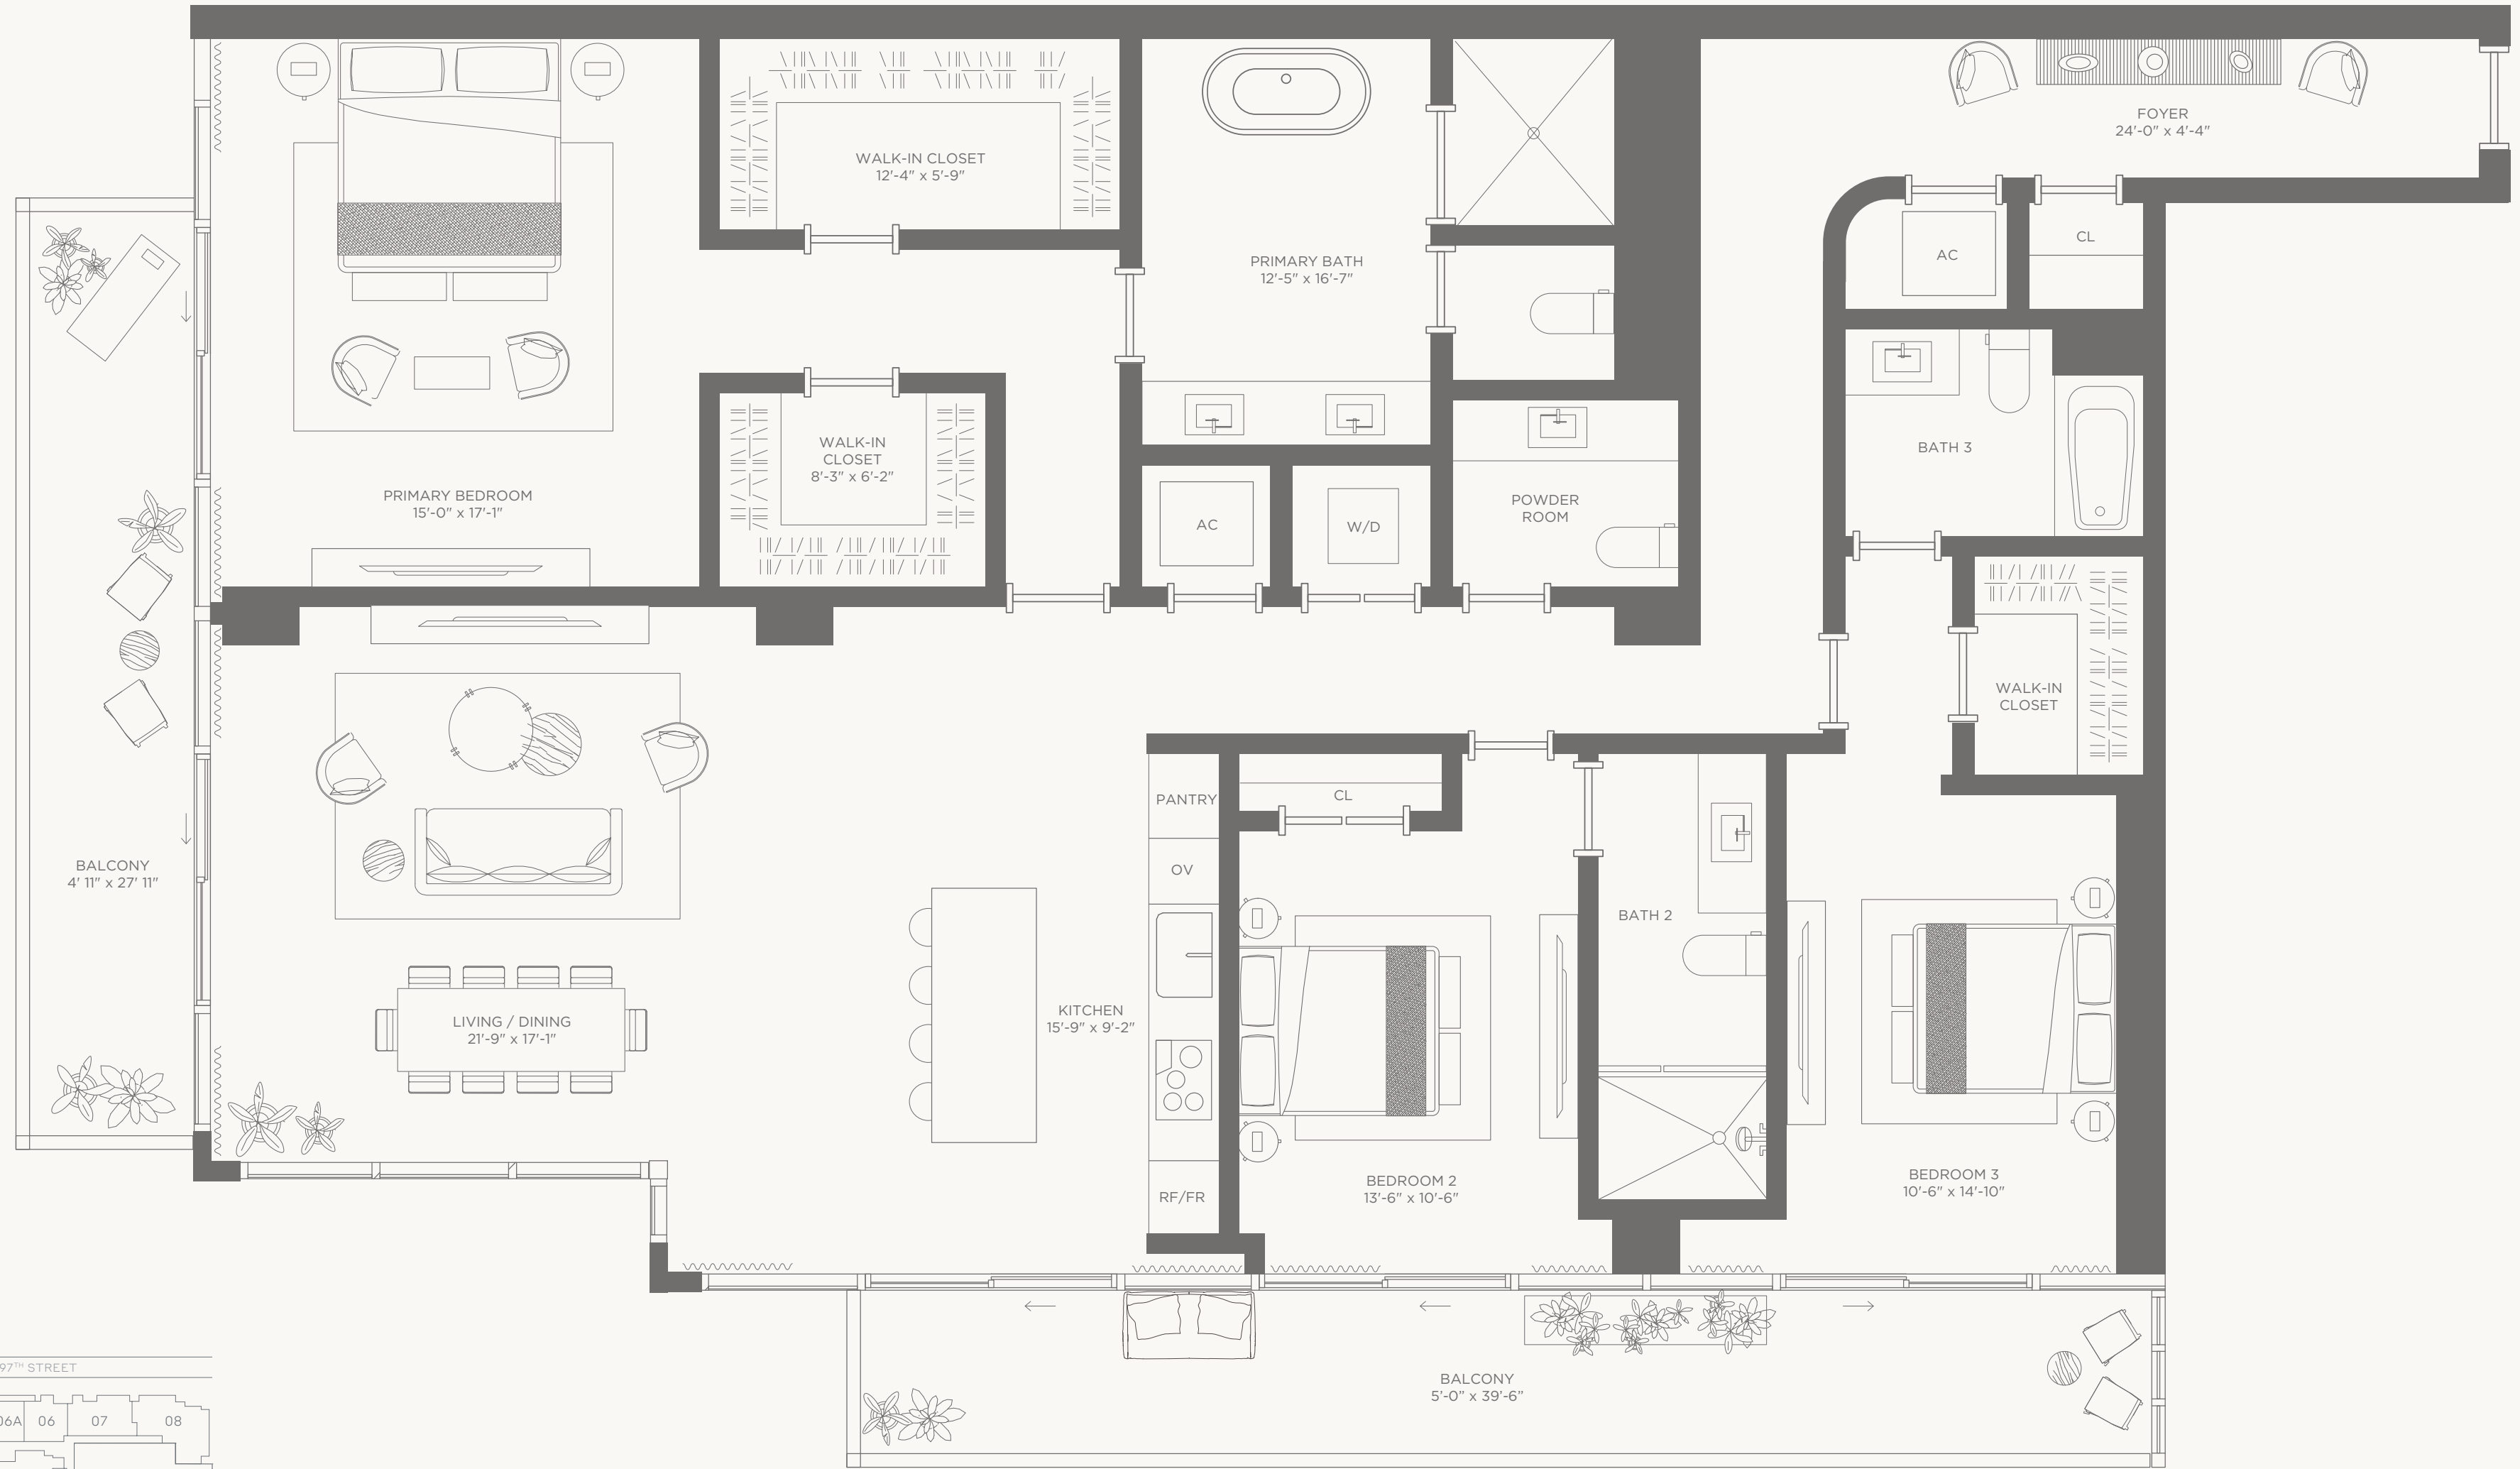 FOYER
24'-0" x 4'-4"
WALK-IN CLOSET
12'-4" x 5'-9"
PRIMARY BATH
12'-5" x 16'-7"
AC
CL
WALK-IN
CLOSET
8'-3" x 6'-2"
BATH 3
PRIMARY BEDROOM
15'-0" x 17'-1"
AC
W/D
POWDER
ROOM
WALK-IN
CLOSET
PANTRY
CL
BALCONY
4' 11" x 27' 11"
OV
BATH 2
LIVING / DINING
21'-9" x 17'-1"
KITCHEN
15'-9" x 9'-2"
BEDROOM 2
13'-6" x 10'-6"
BEDROOM 3
10'-6" x 14'-10"
RF/FR
BALCONY
5'-0" x 39'-6"
97TH STREET
06A 06 07 08